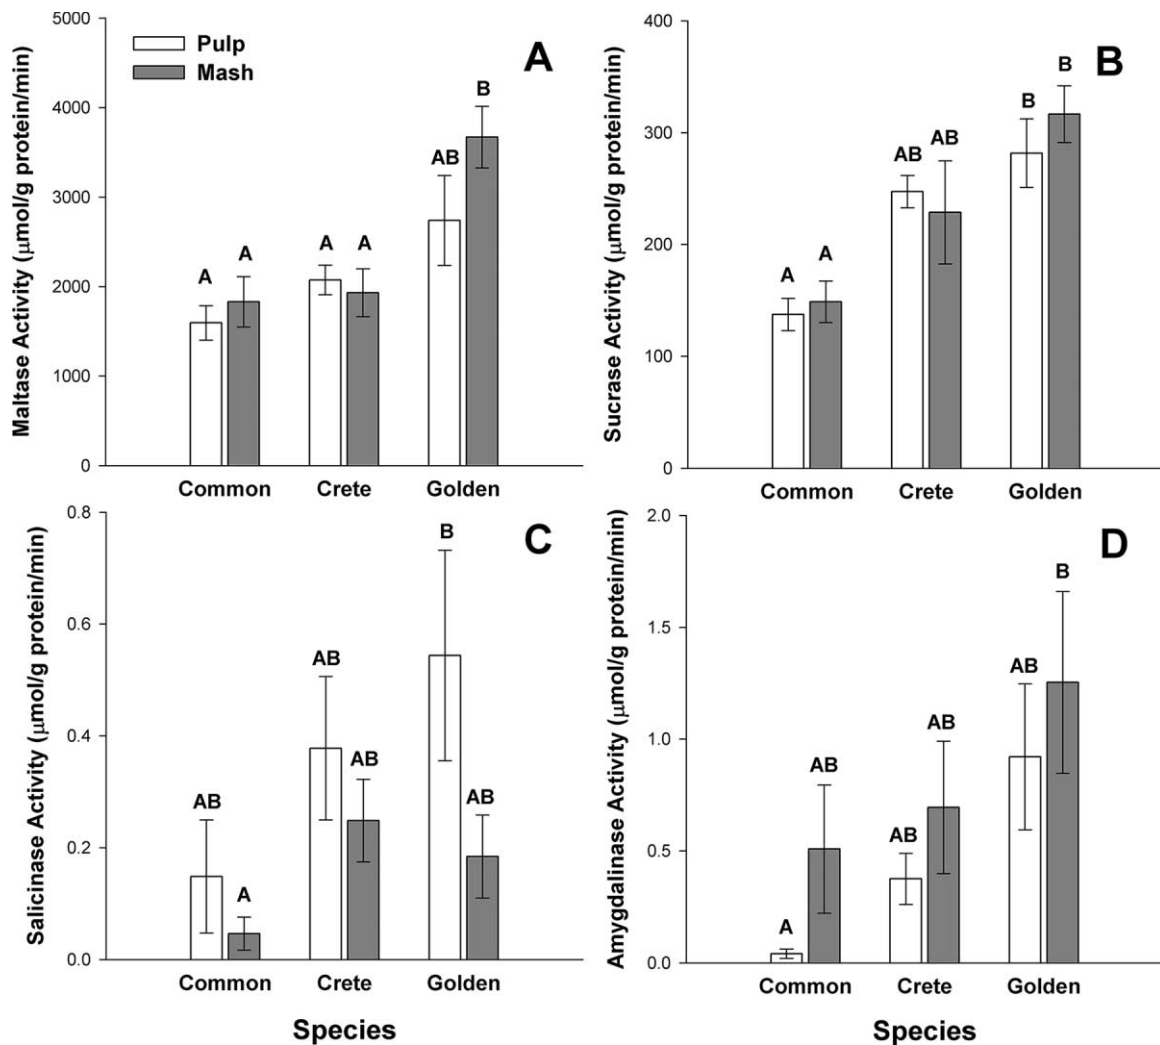 A
Pulp
Mash
Maltase Activity (μmol/g protein/min)
5000
4000
3000
2000
1000
0
A
A
A
A
AB
B
Common
Crete
Golden
B
Sucrase Activity (μmol/g protein/min)
400
300
200
100
0
A
A
AB
AB
B
B
Common
Crete
Golden
C
Salicinase Activity (μmol/g protein/min)
0.8
0.6
0.4
0.2
0.0
AB
A
AB
AB
B
AB
Common
Crete
Golden
Species
D
Amygdalinase Activity (μmol/g protein/min)
2.0
1.5
1.0
0.5
0.0
A
AB
AB
AB
AB
B
Common
Crete
Golden
Species